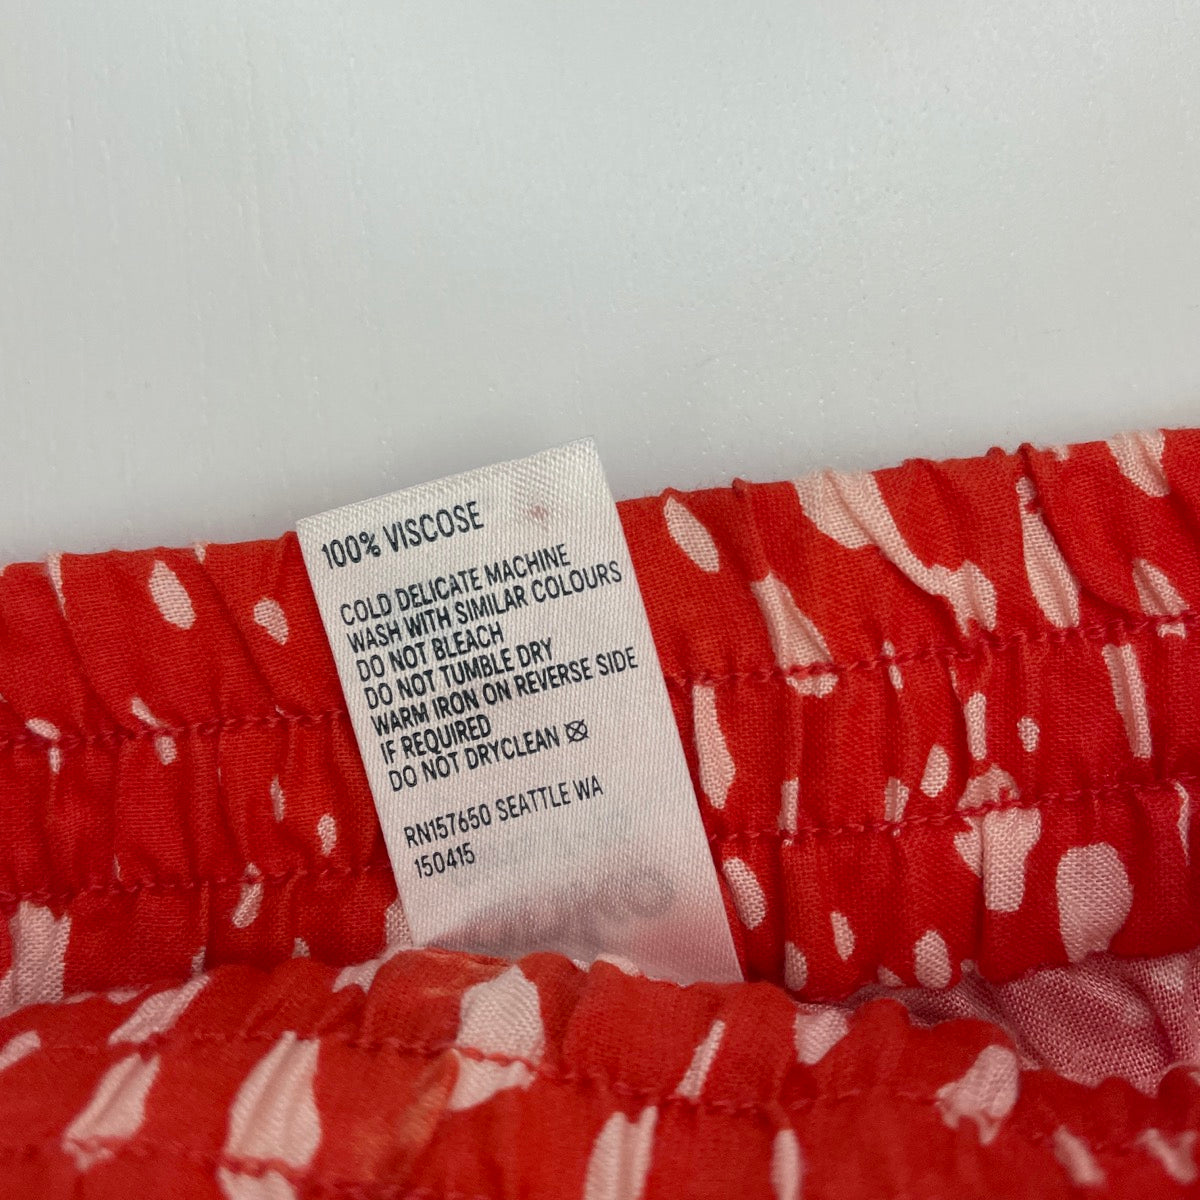 100% VISCOSE
COLD DELICATE MACHINE
WASH WITH SIMILAR COLOURS
DO NOT BLEACH
DO NOT TUMBLE DRY
WARM IRON ON REVERSE SIDE
IF REQUIRED
DO NOT DRYCLEAN
RN157650 SEATTLE WA
150415